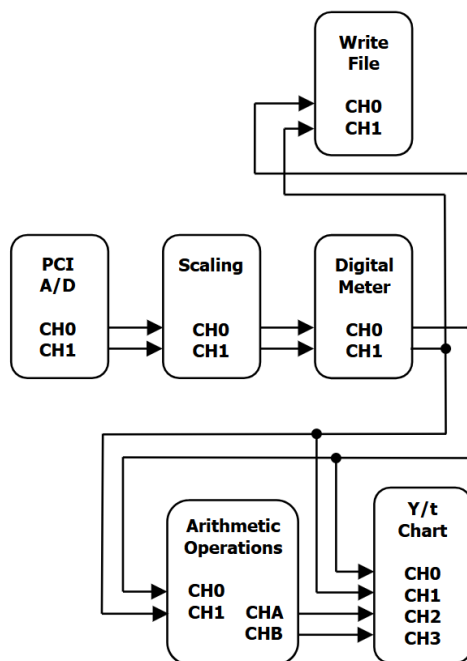 Write
File
CH0
CH1
PCI
A/D
CH0
CH1
Scaling
CH0
CH1
Digital
Meter
CH0
CH1
Arithmetic
Operations
CH0
CH1
CHA
CHB
Y/t
Chart
CH0
CH1
CH2
CH3